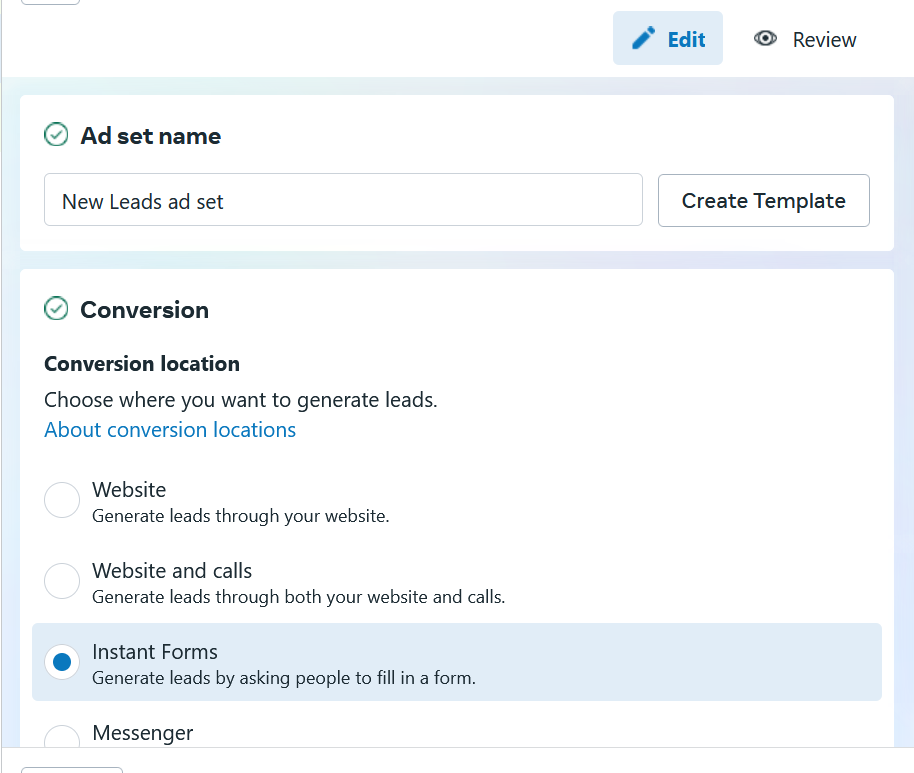 Edit
Review
Ad set name
New Leads ad set
Create Template
Conversion
Conversion location
Choose where you want to generate leads.
About conversion locations
Website
Generate leads through your website.
Website and calls
Generate leads through both your website and calls.
Instant Forms
Generate leads by asking people to fill in a form.
Messenger